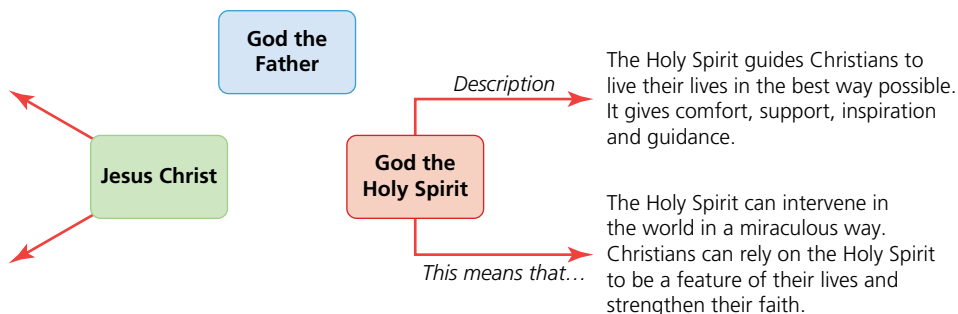 God the
Father
Description
The Holy Spirit guides Christians to
live their lives in the best way possible.
It gives comfort, support, inspiration
and guidance.
Jesus Christ
God the
Holy Spirit
This means that…
The Holy Spirit can intervene in
the world in a miraculous way.
Christians can rely on the Holy Spirit
to be a feature of their lives and
strengthen their faith.